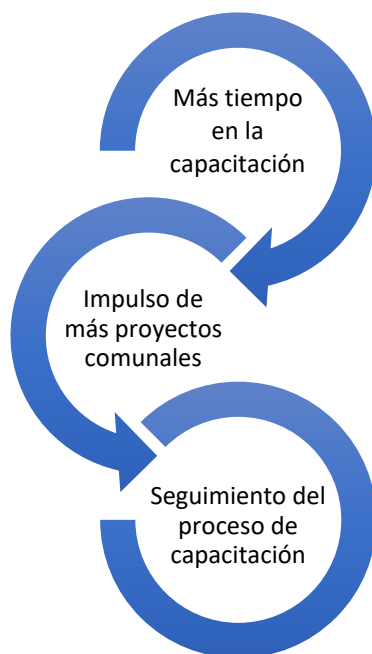 Más tiempo
en la
capacitación
Impulso de
más proyectos
comunales
Seguimiento del
proceso de
capacitación